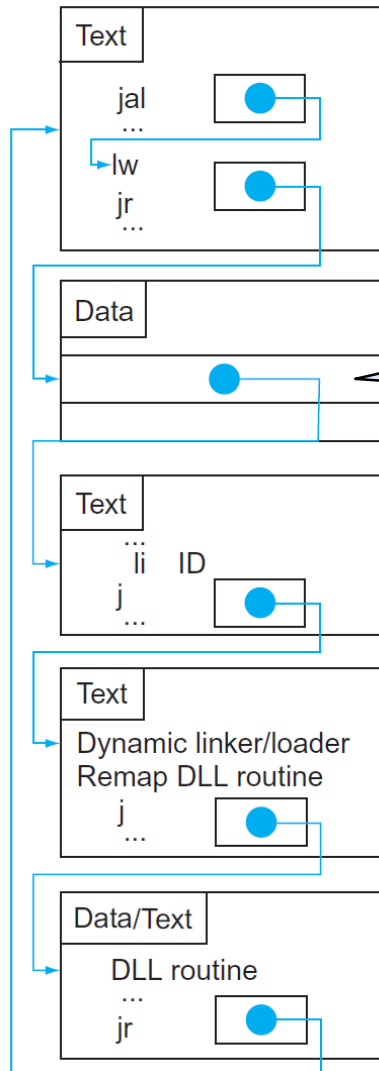 Text
jal
...
lw
jr
...
Data
Text
...
li ID
j
...
Text
Dynamic linker/loader
Remap DLL routine
j
...
Data/Text
DLL routine
...
jr